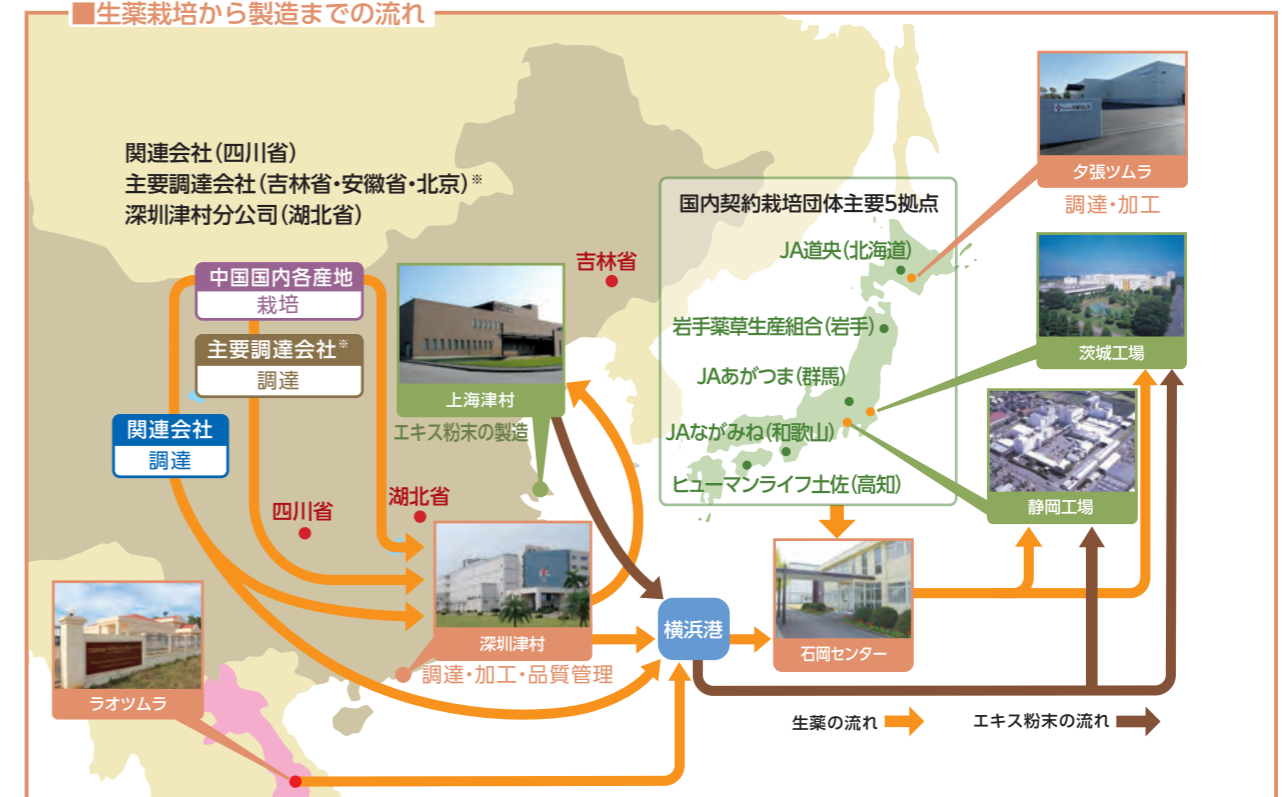 ■生薬栽培から製造までの流れ
関連会社(四川省)
主要調達会社(吉林省・安徽省・北京)※
深圳津村分公司(湖北省)
中国国内各産地
栽培
主要調達会社※
調達
関連会社
調達
上海津村
エキス粉末の製造
吉林省
四川省
湖北省
深圳津村
調達・加工・品質管理
ラオツムラ
国内契約栽培団体主要5拠点
JA道央(北海道)
岩手薬草生産組合(岩手)
JAあがつま(群馬)
JAながみね(和歌山)
ヒューマンライフ土佐(高知)
夕張ツムラ
調達・加工
茨城工場
静岡工場
横浜港
石岡センター
生薬の流れ
エキス粉末の流れ